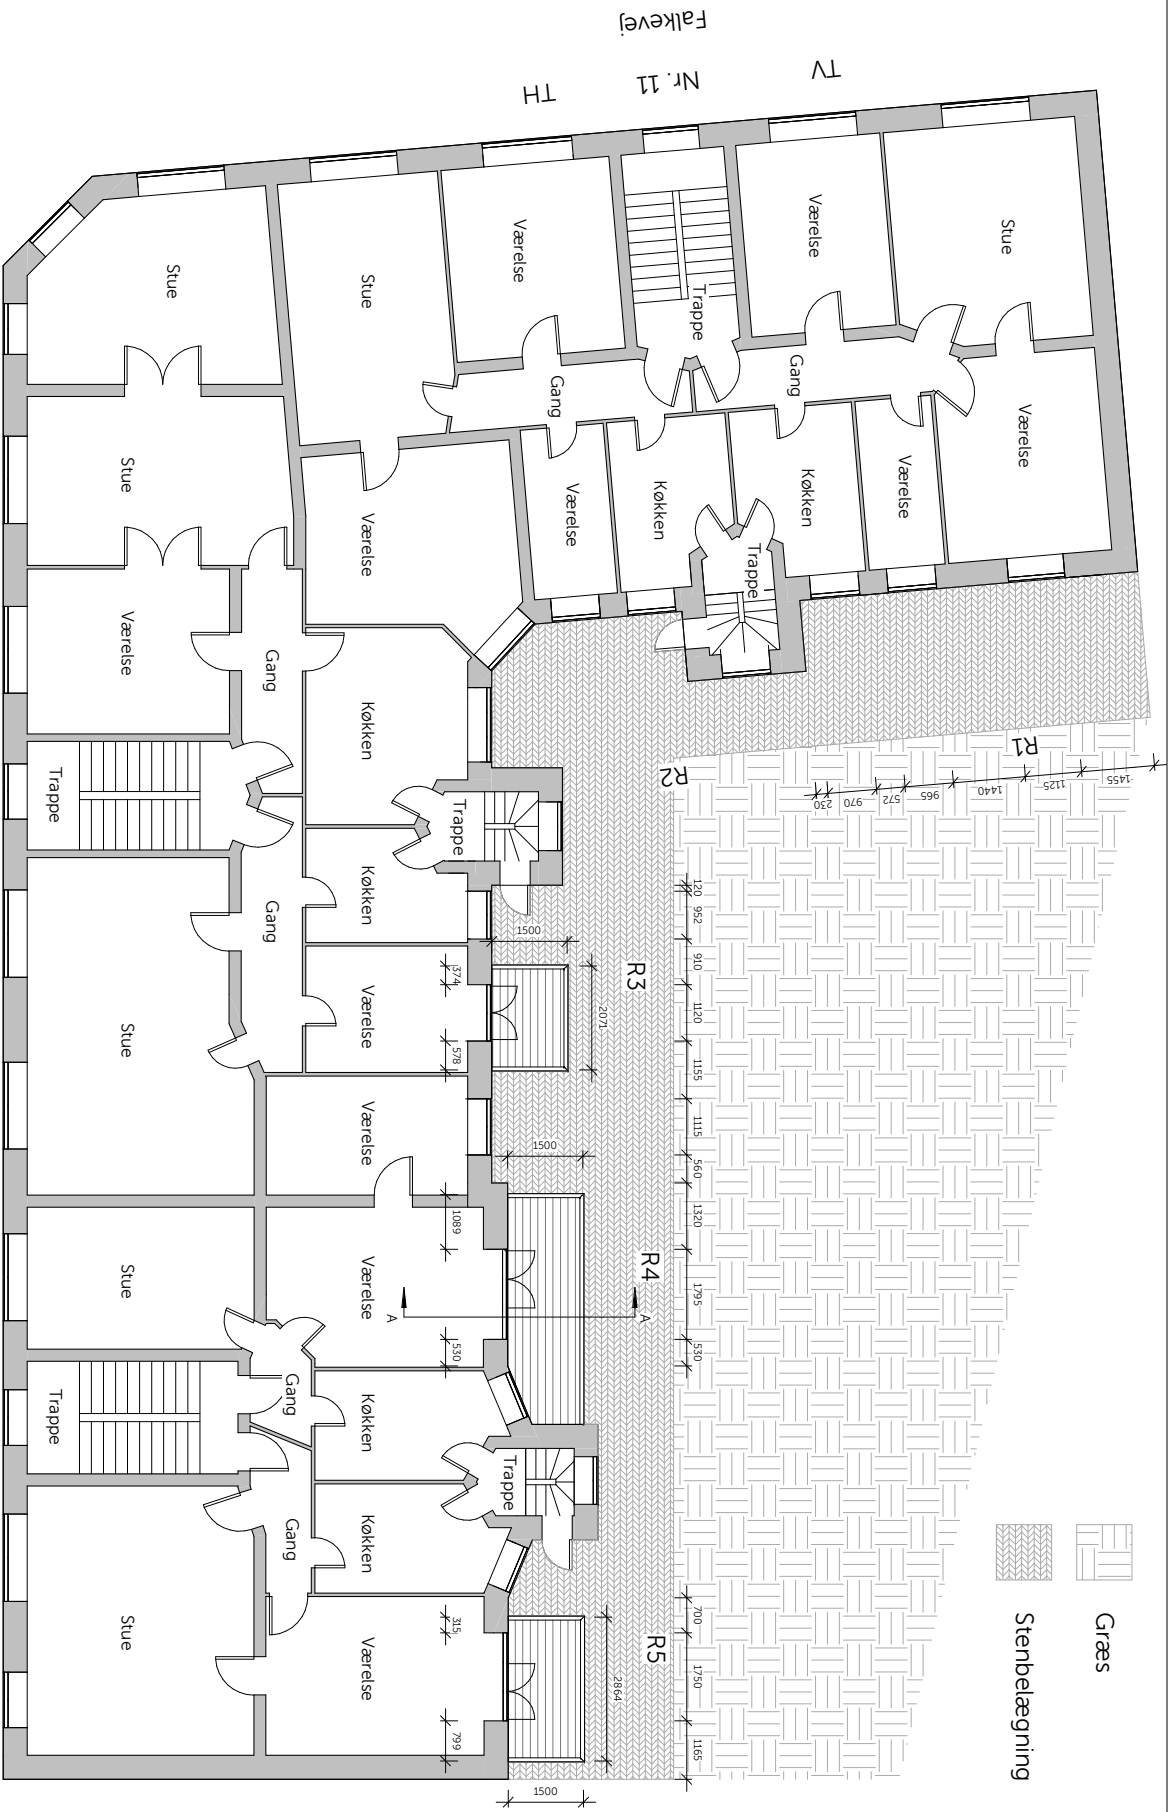 Falkevej
Nr. 11
TH
TV
Stue
Stue
Værelse
Trappe
Værelse
Stue
Gang
Gang
Værelse
Stue
Værelse
Værelse
Køkken
Køkken
Værelse
Trappe
Værelse
Gang
Køkken
Trappe
Trappe
R2
R1
230
970
572
965
1440
1125
1455
Gang
Køkken
Stue
Værelse
374
578
1500
2071
R3
120
952
910
1120
1155
1115
560
1320
1795
530
Værelse
1500
1089
Stue
Værelse
530
A
A
R4
Trappe
Gang
Køkken
Trappe
Gang
Køkken
Stue
Værelse
315
799
2864
1500
R5
700
1750
1165
Græs
Stenbelægning